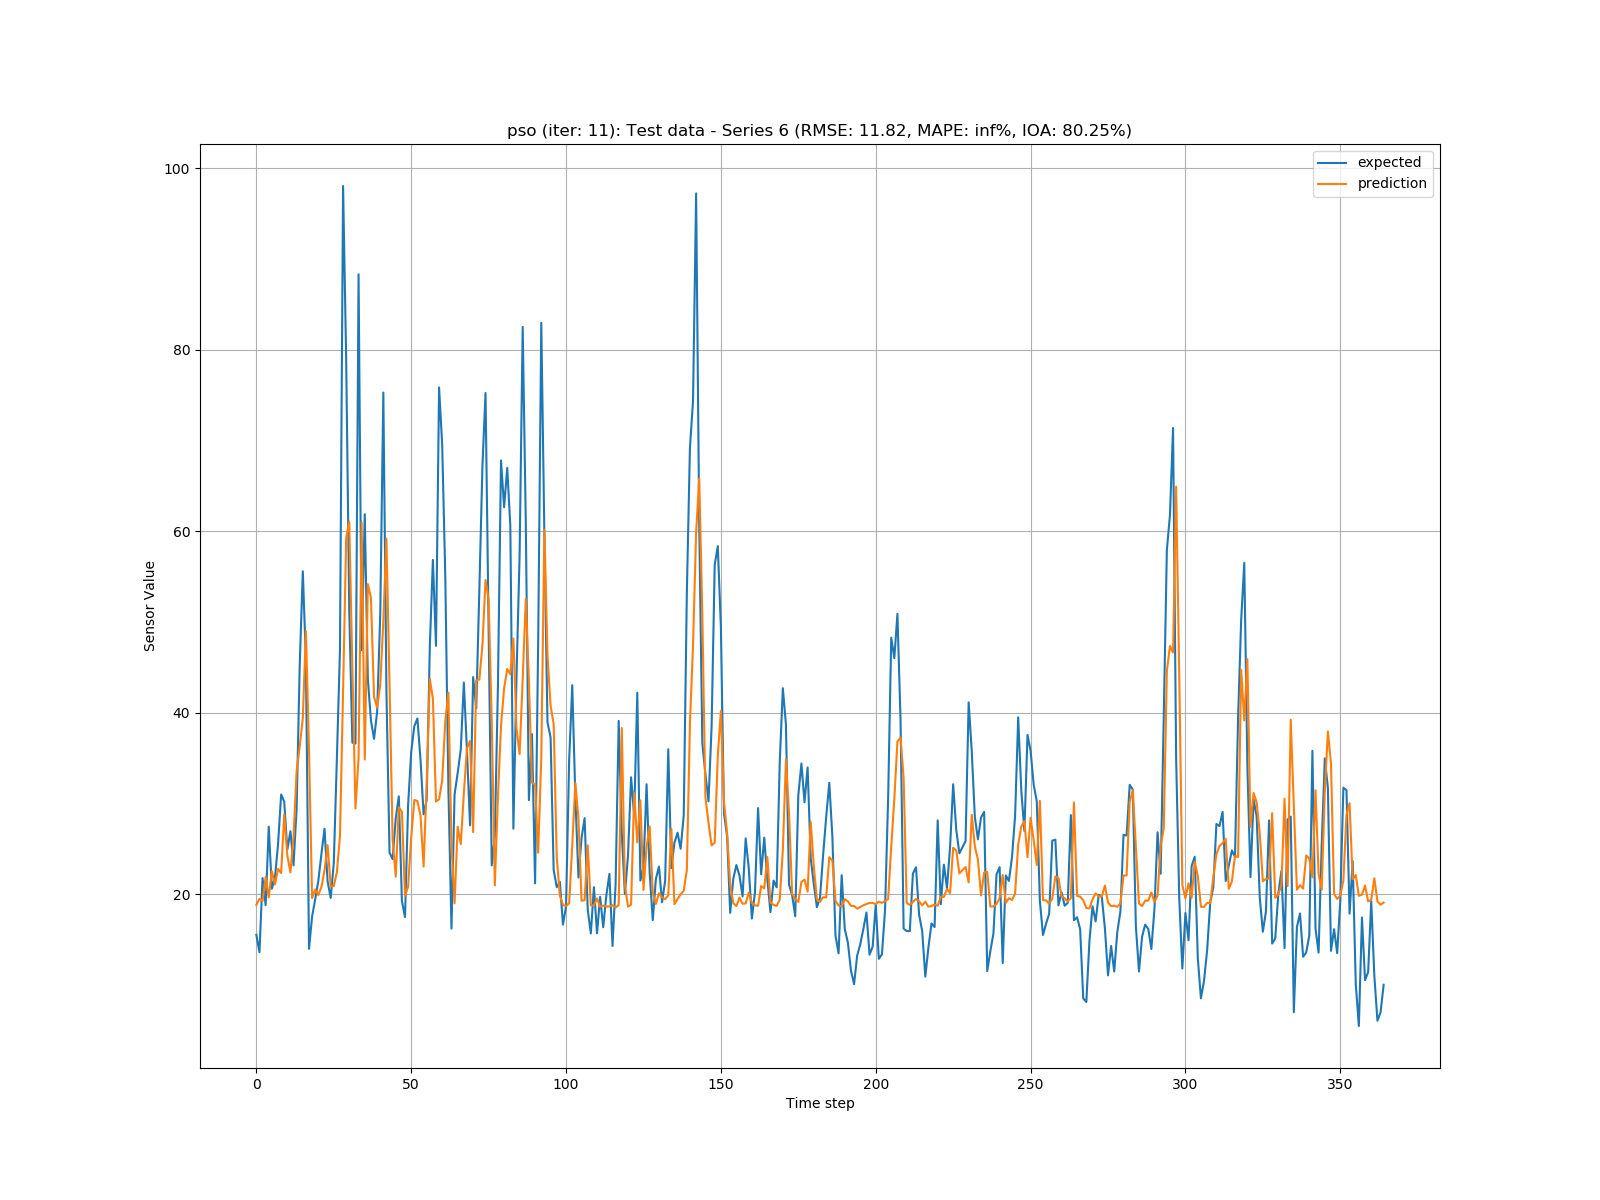 pso (iter: 11): Test data - Series 6 (RMSE: 11.82, MAPE: inf%, IOA: 80.25%)
expected
prediction
100
80
60
40
20
Sensor Value
0 50 100 150 200 250 300 350
Time step